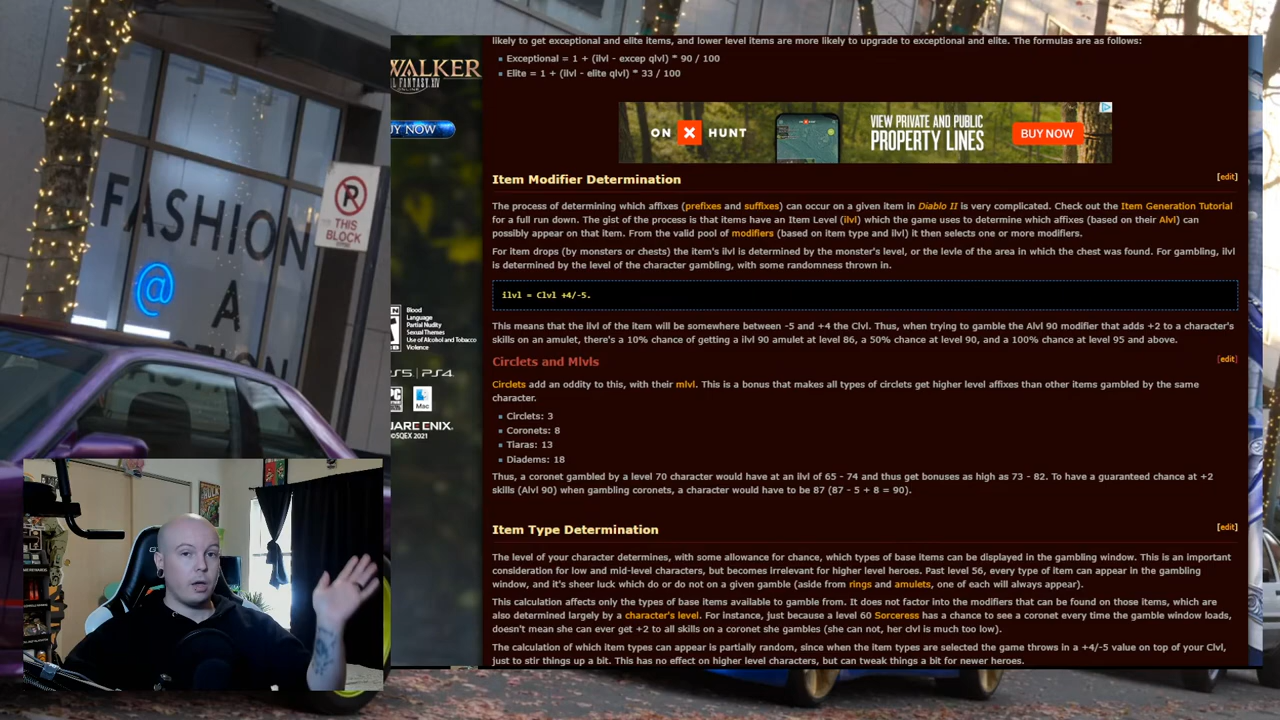 likely to get exceptional and elite items, and lower level items are more likely to upgrade to exceptional and elite. The formulas are as follows:
Exceptional = 1 + (ilvl - excep qlvl) * 90 / 100
Elite = 1 + (ilvl - elite qlvl) * 33 / 100
WALKER
FINAL FANTASY XIV
ONLINE
BUY NOW
ON X HUNT
VIEW PRIVATE AND PUBLIC
PROPERTY LINES
BUY NOW
Item Modifier Determination
[edit]
The process of determining which affixes (prefixes and suffixes) can occur on a given item in Diablo II is very complicated. Check out the Item Generation Tutorial
for a full run down. The gist of the process is that items have an Item Level (ilvl) which the game uses to determine which affixes (based on their Alvl) can
possibly appear on that item. From the valid pool of modifiers (based on item type and ilvl) it then selects one or more modifiers.
For item drops (by monsters or chests) the item's ilvl is determined by the monster's level, or the levle of the area in which the chest was found. For gambling, ilvl
is determined by the level of the character gambling, with some randomness thrown in.
ilvl = Clvl +4/-5.
This means that the ilvl of the item will be somewhere between -5 and +4 the Clvl. Thus, when trying to gamble the Alvl 90 modifier that adds +2 to a character's
skills on an amulet, there's a 10% chance of getting a ilvl 90 amulet at level 86, a 50% chance at level 90, and a 100% chance at level 95 and above.
Circlets and Mlvls
[edit]
Circlets add an oddity to this, with their mlvl. This is a bonus that makes all types of circlets get higher level affixes than other items gambled by the same
character.
Circlets: 3
Coronets: 8
Tiaras: 13
Diadems: 18
Thus, a coronet gambled by a level 70 character would have at an ilvl of 65 - 74 and thus get bonuses as high as 73 - 82. To have a guaranteed chance at +2
skills (Alvl 90) when gambling coronets, a character would have to be 87 (87 - 5 + 8 = 90).
Item Type Determination
[edit]
The level of your character determines, with some allowance for chance, which types of base items can be displayed in the gambling window. This is an important
consideration for low and mid-level characters, but becomes irrelevant for higher level heroes. Past level 56, every type of item can appear in the gambling
window, and it's sheer luck which do or do not on a given gamble (aside from rings and amulets, one of each will always appear).
This calculation affects only the types of base items available to gamble from. It does not factor into the modifiers that can be found on those items, which are
also determined largely by a character's level. For instance, just because a level 60 Sorceress has a chance to see a coronet every time the gamble window loads,
doesn't mean she can ever get +2 to all skills on a coronet she gambles (she can not, her clvl is much too low).
The calculation of which item types can appear is partially random, since when the item types are selected the game throws in a +4/-5 value on top of your Clvl,
just to stir things up a bit. This has no effect on higher level characters, but can tweak things a bit for newer heroes.
Blood
Language
Partial Nudity
Sexual Themes
Use of Alcohol and Tobacco
Violence
PS5 PS4
PC
Mac
SQUARE ENIX
©SQEX 2021
FASHION
@
A
P
THIS
BLOCK